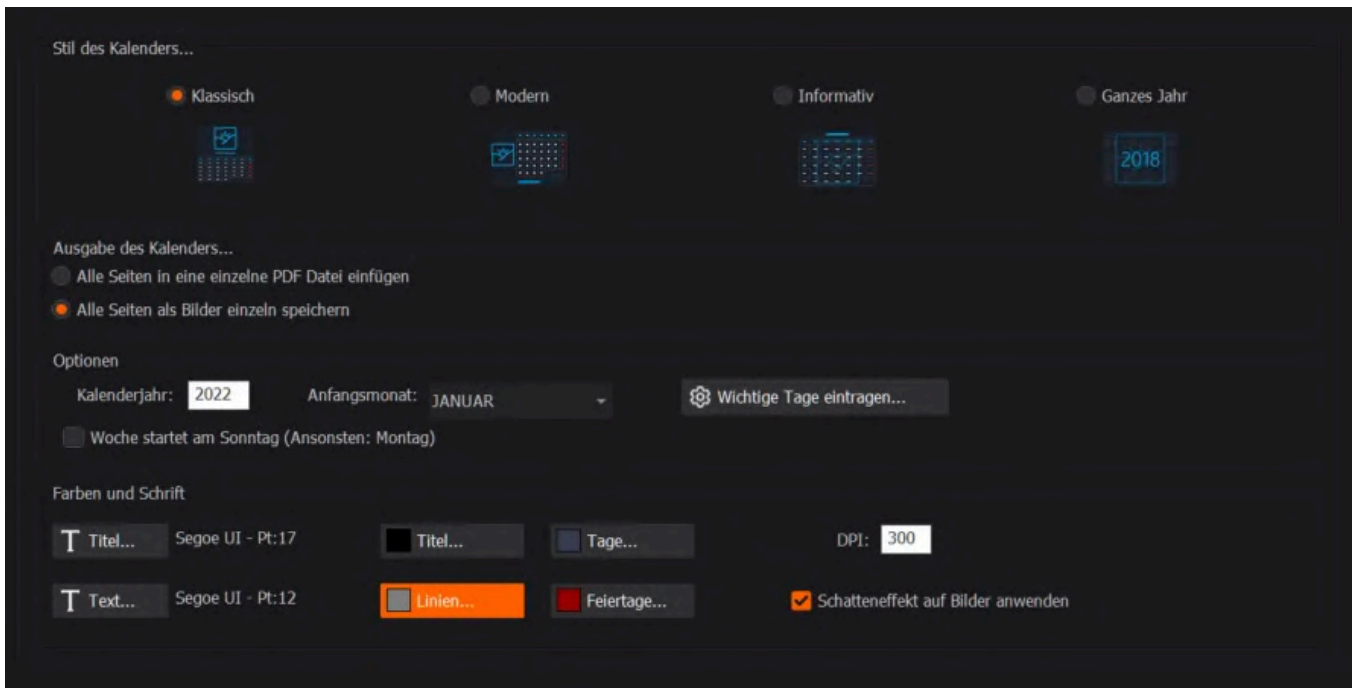 Stil des Kalenders...
Klassisch Modern Informativ Ganzes Jahr
2018
Ausgabe des Kalenders...
Alle Seiten in eine einzelne PDF Datei einfügen
Alle Seiten als Bilder einzeln speichern
Optionen
Kalenderjahr: 2022 Anfangsmonat: JANUAR Wichtige Tage eintragen...
Woche startet am Sonntag (Ansonsten: Montag)
Farben und Schrift
T Titel... Segoe UI - Pt:17 Titel... Tage... DPI: 300
T Text... Segoe UI - Pt:12 Linien... Feiertage... Schatteneffekt auf Bilder anwenden